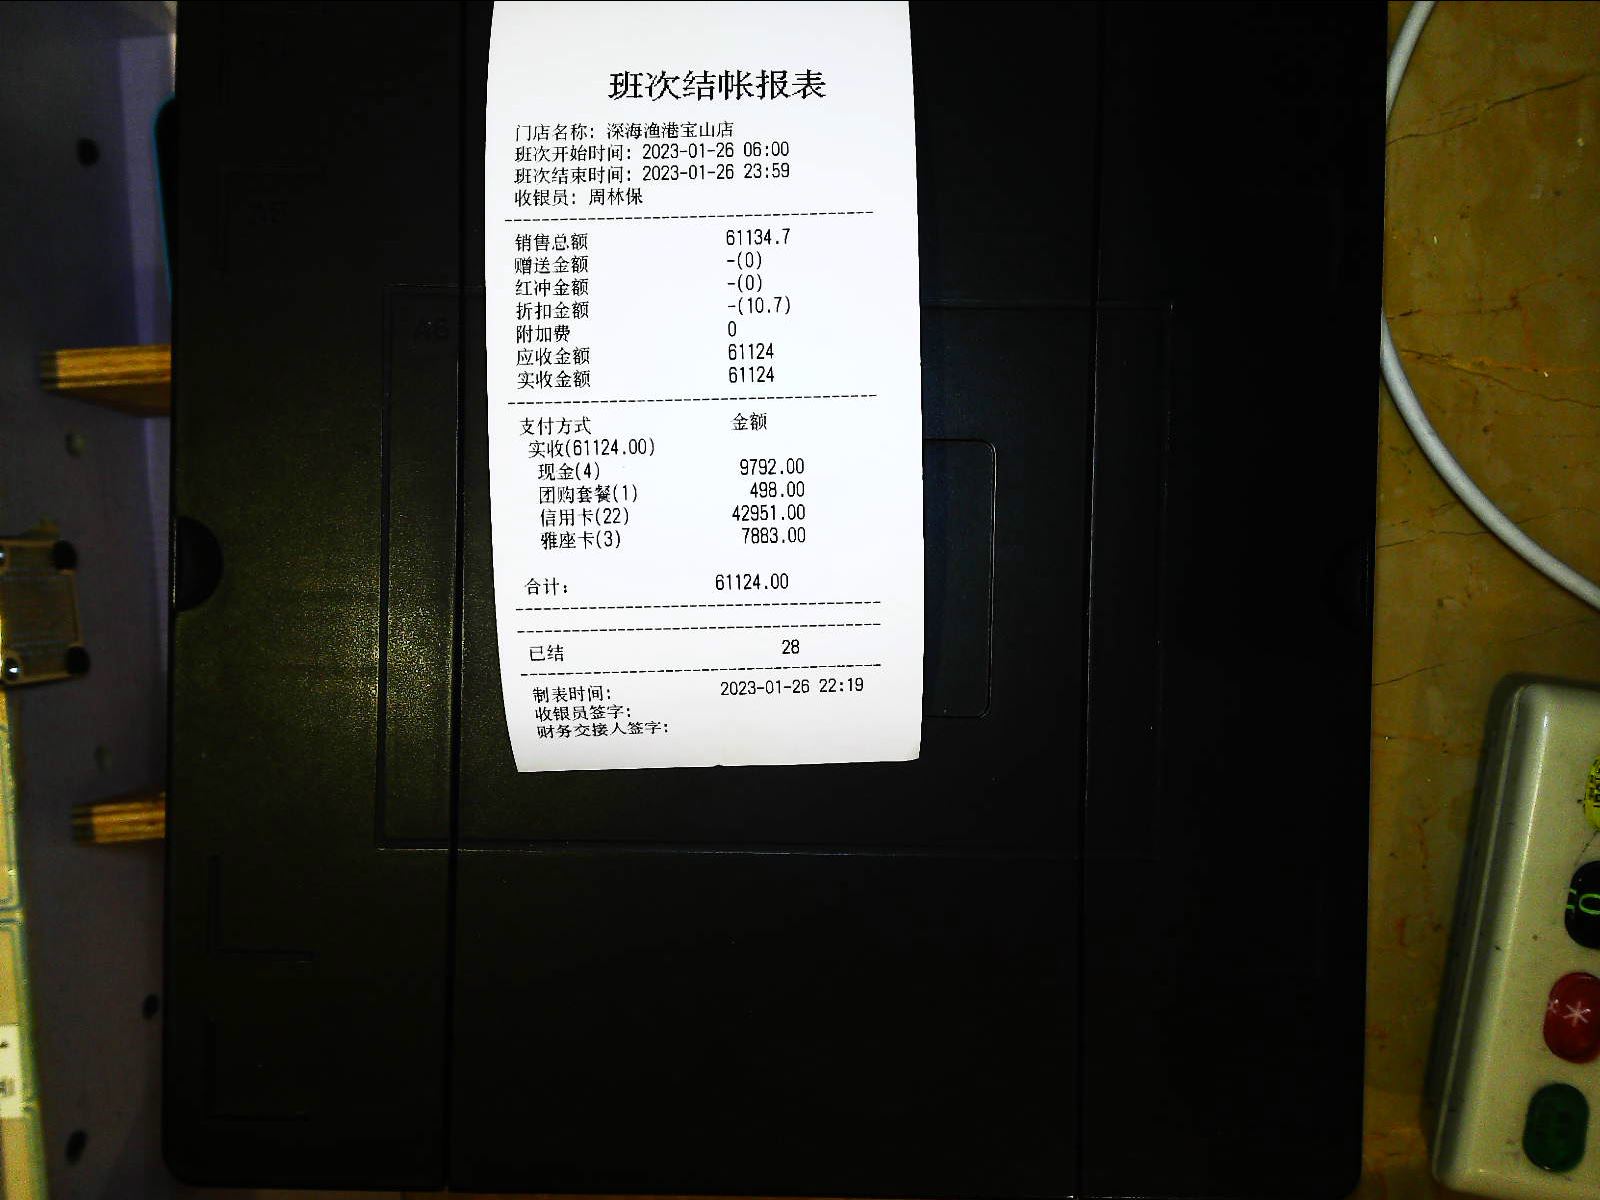 班次结帐报表
门店名称: 深海渔港宝山店
班次开始时间: 2023-01-26 06:00
班次结束时间: 2023-01-26 23:59
收银员: 周林保
销售总额 61134.7
赠送金额 -(0)
红冲金额 -(0)
折扣金额 -(10.7)
附加费 0
应收金额 61124
实收金额 61124
支付方式 金额
实收(61124.00)
现金(4) 9792.00
团购套餐(1) 498.00
信用卡(22) 42951.00
雅座卡(3) 7883.00
合计: 61124.00
已结 28
制表时间: 2023-01-26 22:19
收银员签字:
财务交接人签字:
A6